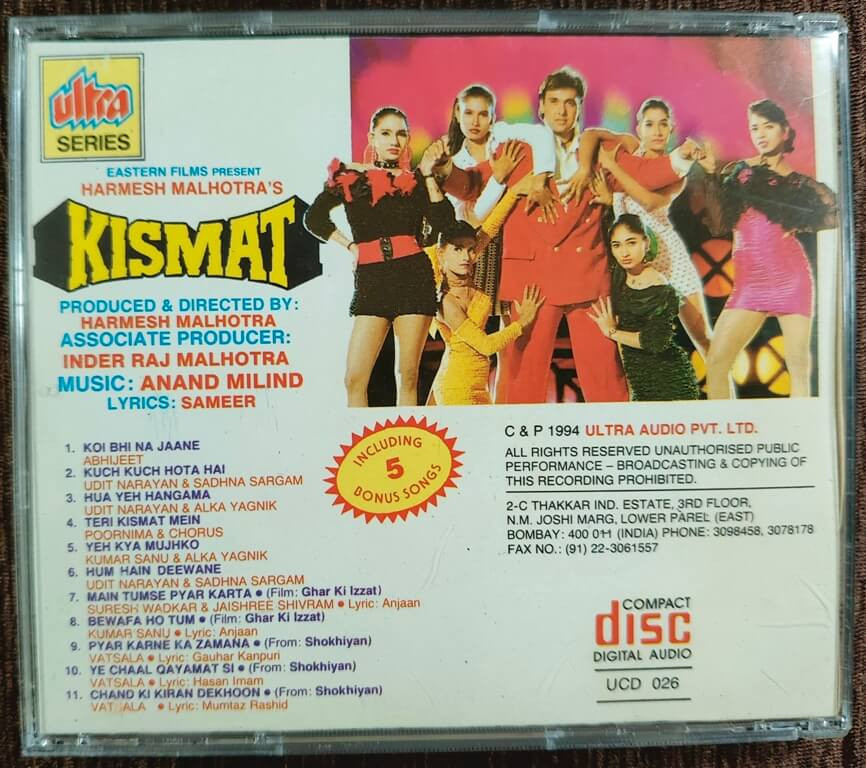 ultra
SERIES
EASTERN FILMS PRESENT
HARMESH MALHOTRA'S
KISMAT
PRODUCED & DIRECTED BY:
HARMESH MALHOTRA
ASSOCIATE PRODUCER:
INDER RAJ MALHOTRA
MUSIC: ANAND MILIND
LYRICS: SAMEER
1. KOI BHI NA JAANE
ABHIJEET
2. KUCH KUCH HOTA HAI
UDIT NARAYAN & SADHNA SARGAM
3. HUA YEH HANGAMA
UDIT NARAYAN & ALKA YAGNIK
4. TERI KISMAT MEIN
POORNIMA & CHORUS
5. YEH KYA MUJHKO
KUMAR SANU & ALKA YAGNIK
6. HUM HAIN DEEWANE
UDIT NARAYAN & SADHNA SARGAM
7. MAIN TUMSE PYAR KARTA • (Film: Ghar Ki Izzat)
SURESH WADKAR & JAISHREE SHIVRAM • Lyric: Anjaan
8. BEWAFA HO TUM • (Film: Ghar Ki Izzat)
KUMAR SANU • Lyric: Anjaan
9. PYAR KARNE KA ZAMANA • (From: Shokhiyan)
VATSALA • Lyric: Gauhar Kanpuri
10. YE CHAAL QAYAMAT SI • (From: Shokhiyan)
VATSALA • Lyric: Hasan Imam
11. CHAND KI KIRAN DEKHOON • (From: Shokhiyan)
VATSALA • Lyric: Mumtaz Rashid
INCLUDING
5
BONUS SONGS
C & P 1994 ULTRA AUDIO PVT. LTD.
ALL RIGHTS RESERVED UNAUTHORISED PUBLIC
PERFORMANCE – BROADCASTING & COPYING OF
THIS RECORDING PROHIBITED.
2-C THAKKAR IND. ESTATE, 3RD FLOOR,
N.M. JOSHI MARG, LOWER PAREL (EAST)
BOMBAY: 400 011 (INDIA) PHONE: 3098458, 3078178
FAX NO.: (91) 22-3061557
COMPACT
disc
DIGITAL AUDIO
UCD 026